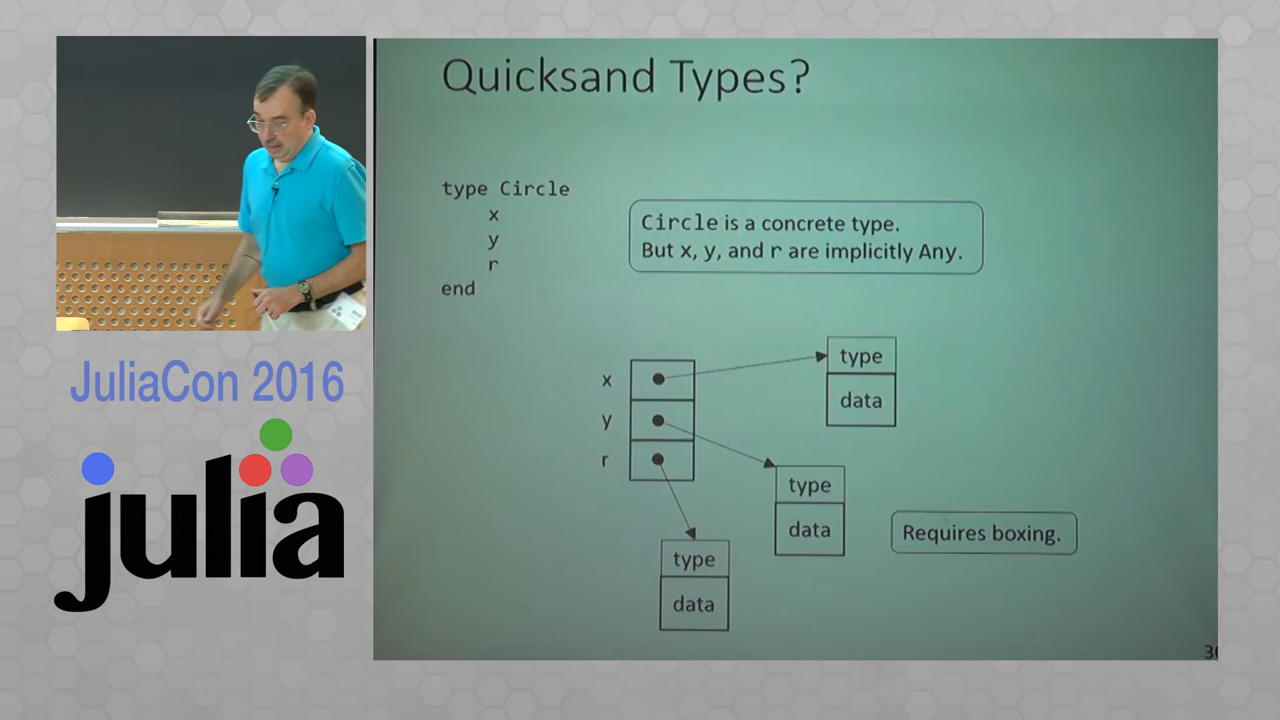 Quicksand Types?
type Circle
x
y
r
end
Circle is a concrete type.
But x, y, and r are implicitly Any.
x
y
r
type
data
type
data
type
data
Requires boxing.
JuliaCon 2016
julia